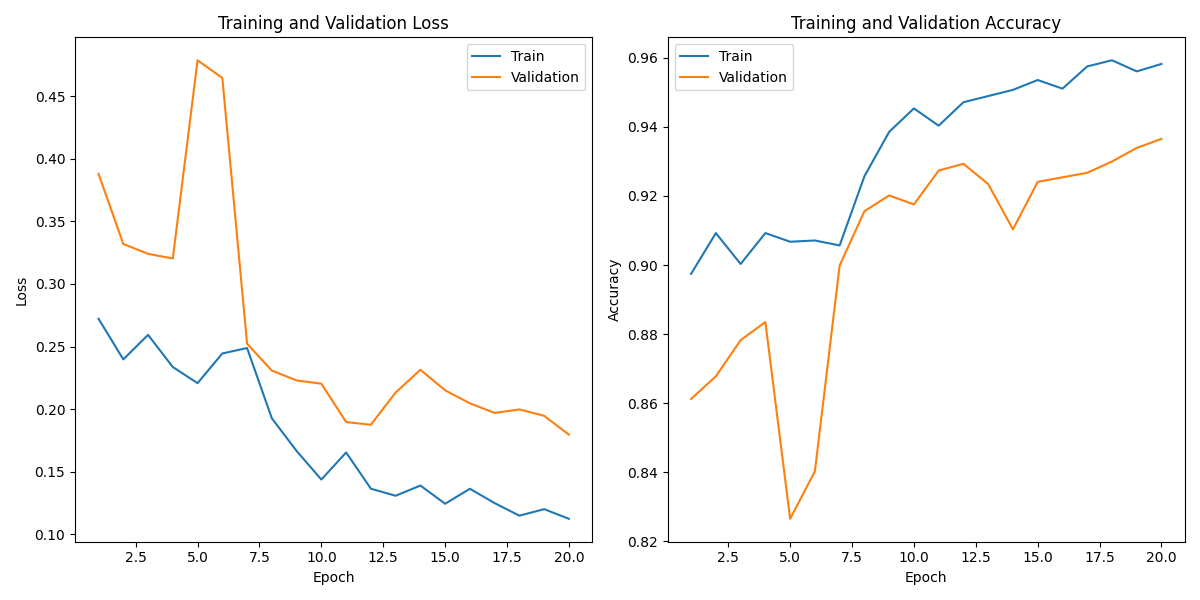 Training and Validation Loss
Train
Validation
0.45
0.40
0.35
0.30
0.25
0.20
0.15
0.10
Loss
2.5 5.0 7.5 10.0 12.5 15.0 17.5 20.0
Epoch
Training and Validation Accuracy
Train
Validation
0.96
0.94
0.92
0.90
0.88
0.86
0.84
0.82
Accuracy
2.5 5.0 7.5 10.0 12.5 15.0 17.5 20.0
Epoch